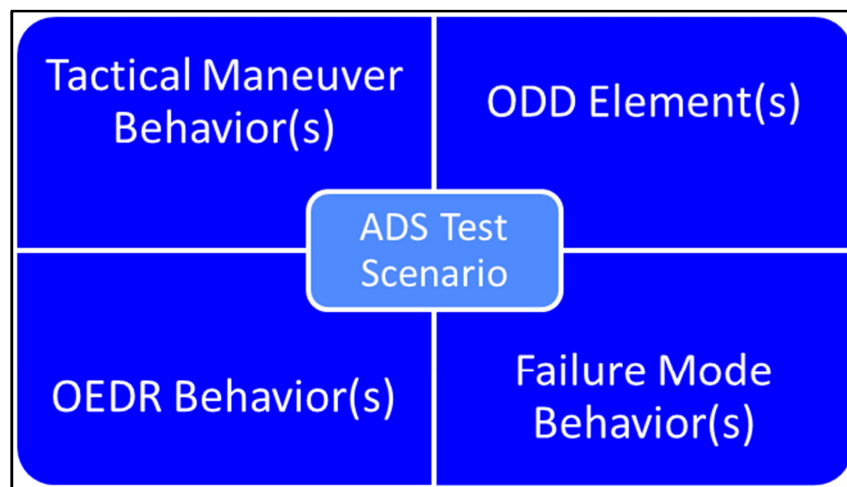 Tactical Maneuver
Behavior(s)
ODD Element(s)
ADS Test
Scenario
OEDR Behavior(s)
Failure Mode
Behavior(s)